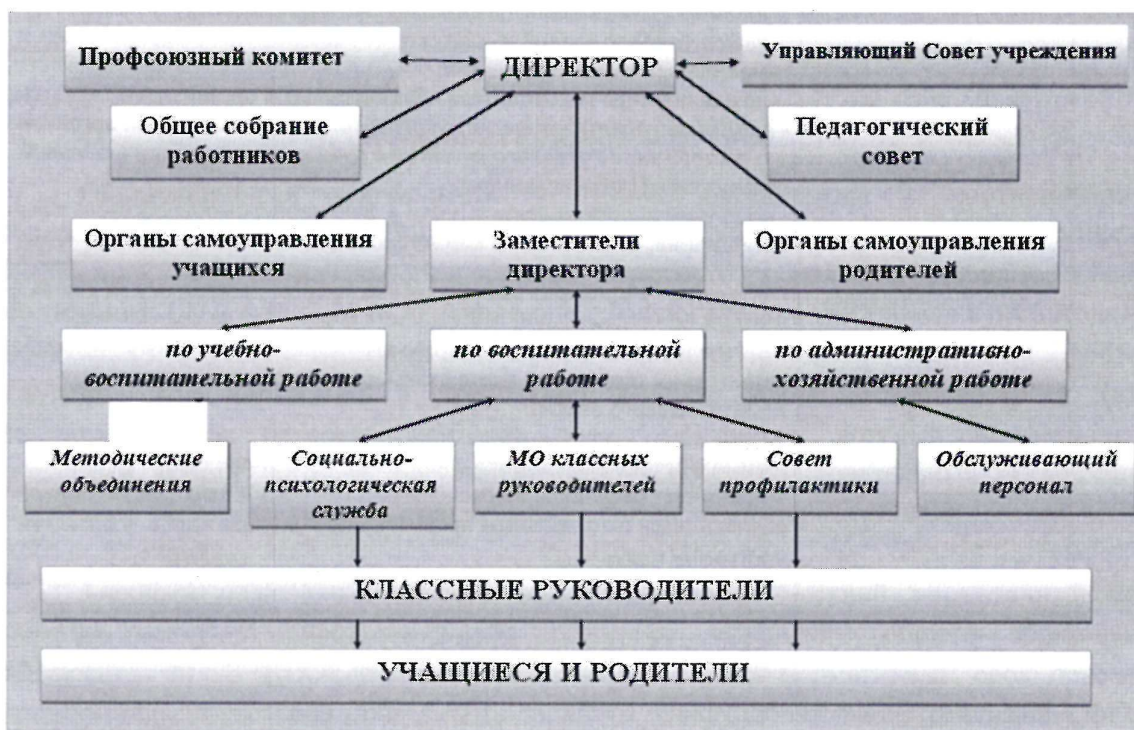 Профсоюзный комитет
ДИРЕКТОР
Управляющий Совет учреждения
Общее собрание
работников
Педагогический
совет
Органы самоуправления
учащихся
Заместители
директора
Органы самоуправления
родителей
по учебно-
воспитательной работе
по воспитательной
работе
по административно-
хозяйственной работе
Методические
объединения
Социально-
психологическая
служба
МО классных
руководителей
Совет
профилактики
Обслуживающий
персонал
КЛАССНЫЕ РУКОВОДИТЕЛИ
УЧАЩИЕСЯ И РОДИТЕЛИ